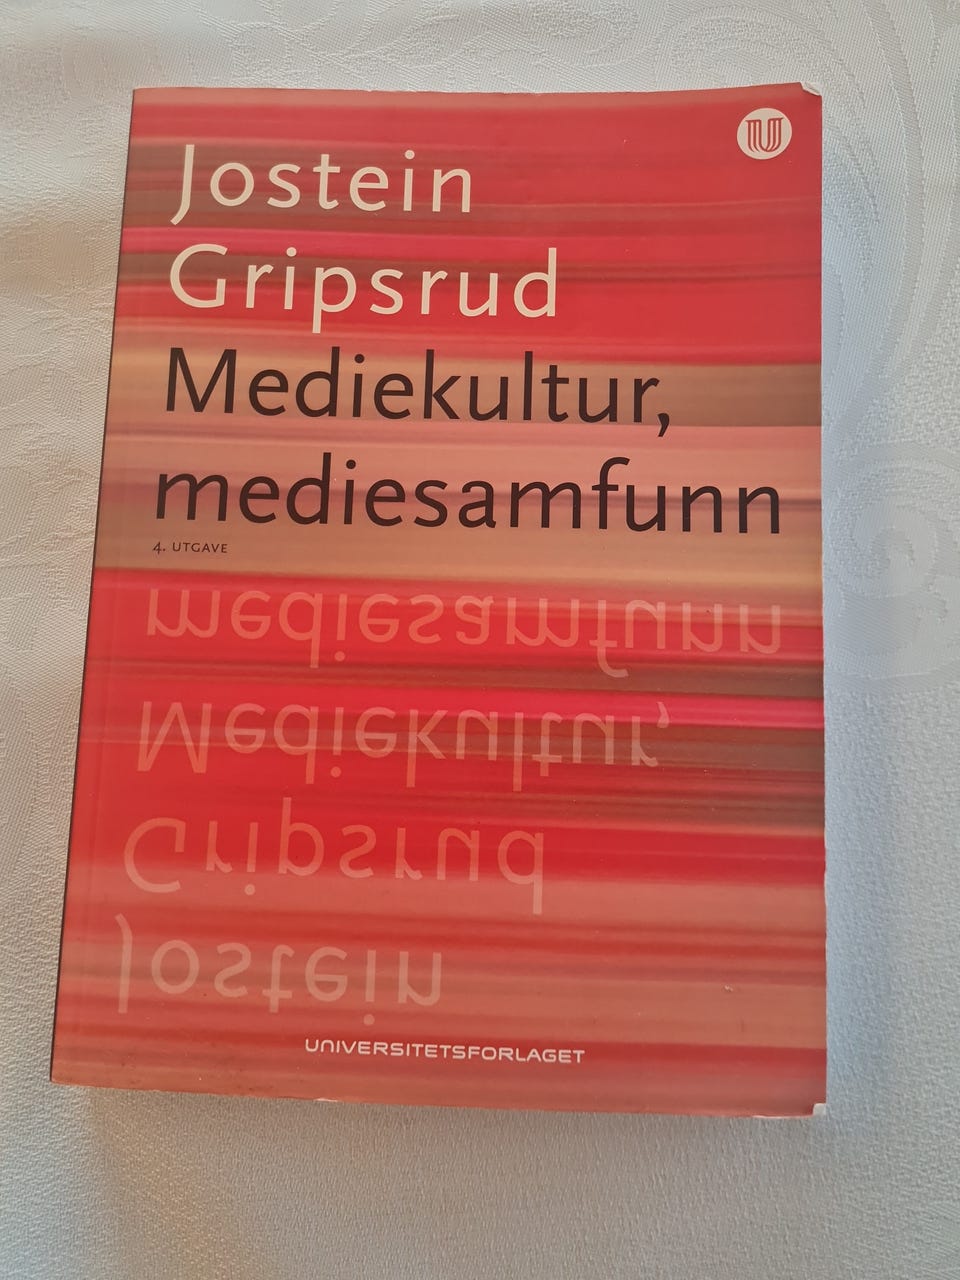 U
Jostein
Gripsrud
Mediekultur,
mediesamfunn
4. UTGAVE
mediesamfunn
Mediekultur,
Gripsrud
Jostein
UNIVERSITETSFORLAGET